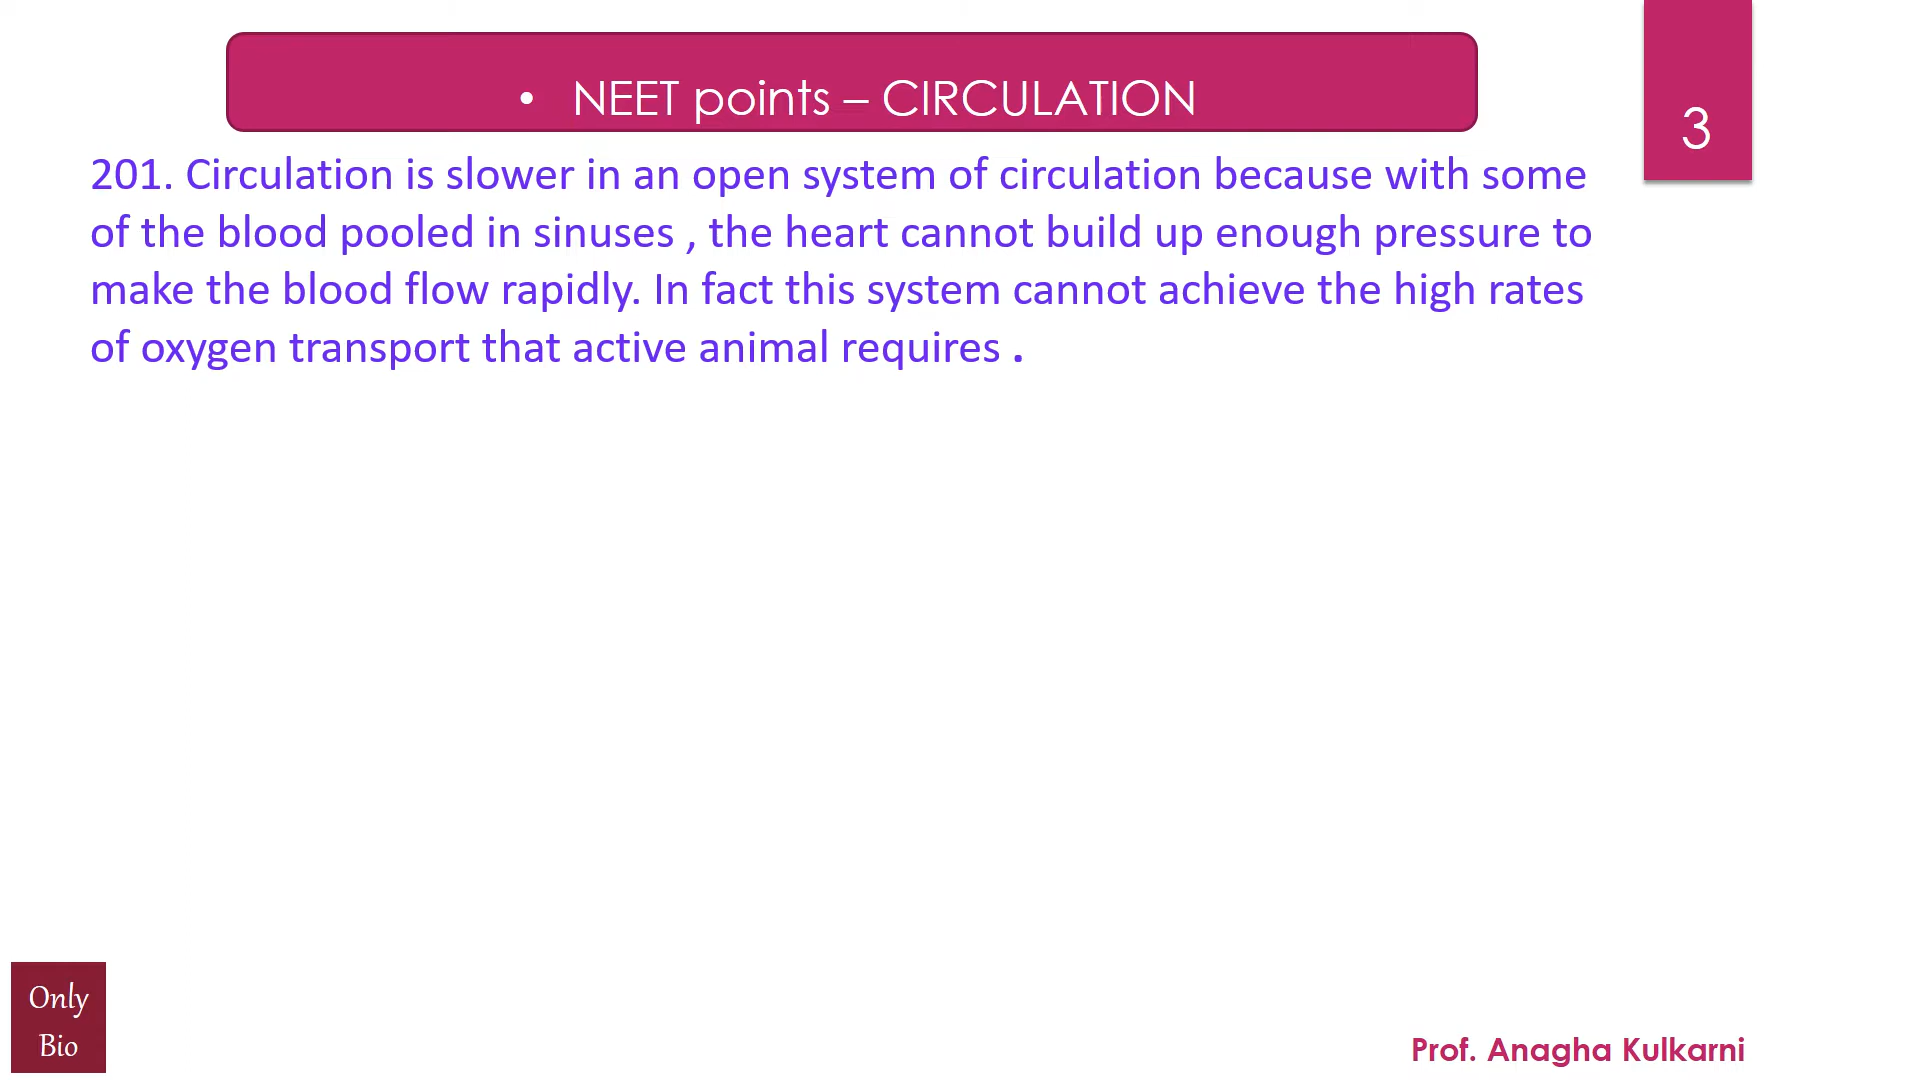 • NEET points – CIRCULATION
3
201. Circulation is slower in an open system of circulation because with some
of the blood pooled in sinuses , the heart cannot build up enough pressure to
make the blood flow rapidly. In fact this system cannot achieve the high rates
of oxygen transport that active animal requires .
Only
Bio
Prof. Anagha Kulkarni